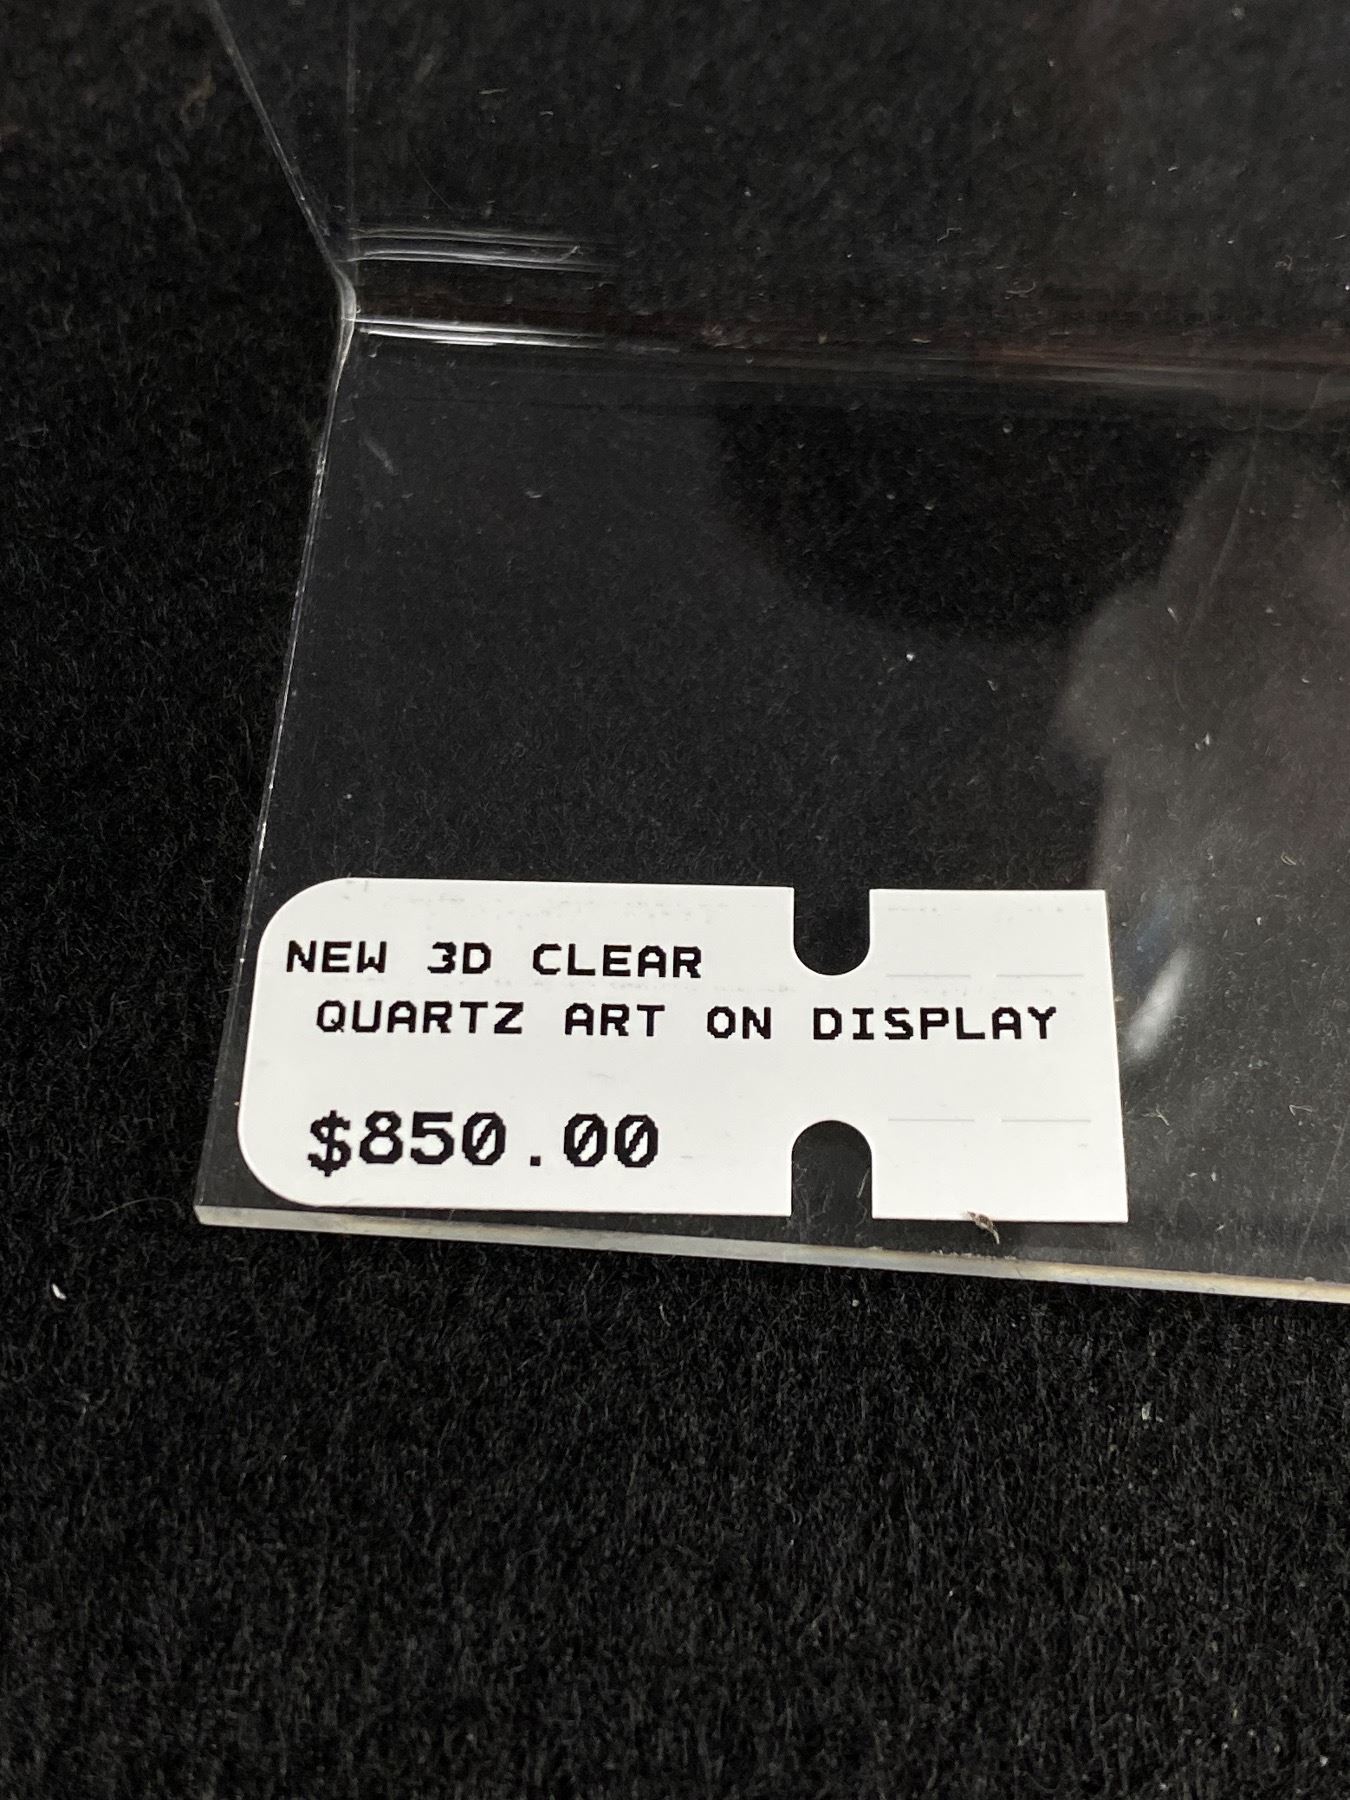 NEW 3D CLEAR
QUARTZ ART ON DISPLAY
$850.00